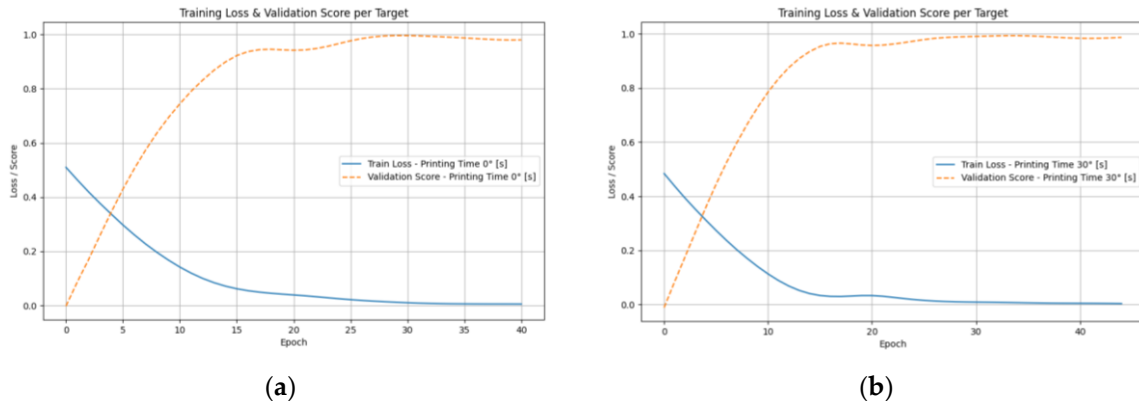 Training Loss & Validation Score per Target
1.0
0.8
0.6
0.4
0.2
0.0
Loss / Score
Train Loss - Printing Time 0° [s]
Validation Score - Printing Time 0° [s]
0 5 10 15 20 25 30 35 40
Epoch
(a)
Training Loss & Validation Score per Target
1.0
0.8
0.6
0.4
0.2
0.0
Loss / Score
Train Loss - Printing Time 30° [s]
Validation Score - Printing Time 30° [s]
0 10 20 30 40
Epoch
(b)